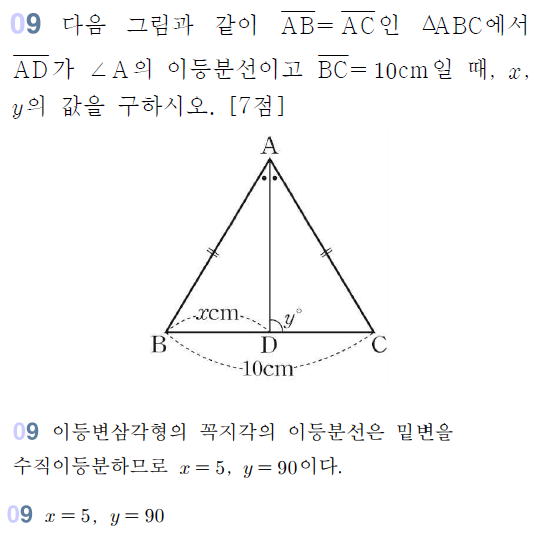 09 다음 그림과 같이 AB= AC인 △ABC에서
AD가 ∠A의 이등분선이고 BC= 10cm일 때, x,
y의 값을 구하시오. [7점]
A
xcm
y°
B
D
C
10cm
09 이등변삼각형의 꼭지각의 이등분선은 밑변을
수직이등분하므로 x = 5, y = 90이다.
09 x = 5, y = 90